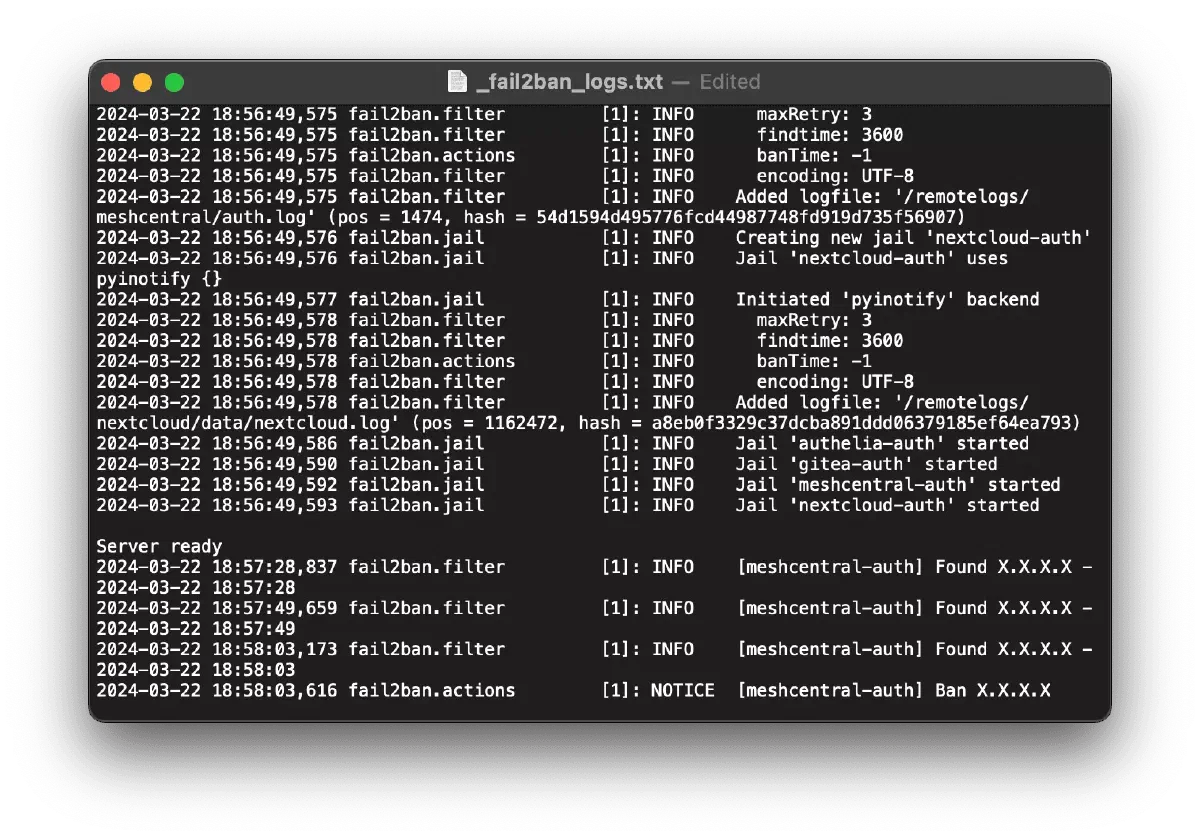 _fail2ban_logs.txt — Edited
2024-03-22 18:56:49,575 fail2ban.filter [1]: INFO maxRetry: 3
2024-03-22 18:56:49,575 fail2ban.filter [1]: INFO findtime: 3600
2024-03-22 18:56:49,575 fail2ban.actions [1]: INFO banTime: -1
2024-03-22 18:56:49,575 fail2ban.filter [1]: INFO encoding: UTF-8
2024-03-22 18:56:49,575 fail2ban.filter [1]: INFO Added logfile: '/remotelogs/
meshcentral/auth.log' (pos = 1474, hash = 54d1594d495776fcd44987748fd919d735f56907)
2024-03-22 18:56:49,576 fail2ban.jail [1]: INFO Creating new jail 'nextcloud-auth'
2024-03-22 18:56:49,576 fail2ban.jail [1]: INFO Jail 'nextcloud-auth' uses
pyinotify {}
2024-03-22 18:56:49,577 fail2ban.jail [1]: INFO Initiated 'pyinotify' backend
2024-03-22 18:56:49,578 fail2ban.filter [1]: INFO maxRetry: 3
2024-03-22 18:56:49,578 fail2ban.filter [1]: INFO findtime: 3600
2024-03-22 18:56:49,578 fail2ban.actions [1]: INFO banTime: -1
2024-03-22 18:56:49,578 fail2ban.filter [1]: INFO encoding: UTF-8
2024-03-22 18:56:49,578 fail2ban.filter [1]: INFO Added logfile: '/remotelogs/
nextcloud/data/nextcloud.log' (pos = 1162472, hash = a8eb0f3329c37dcba891ddd06379185ef64ea793)
2024-03-22 18:56:49,586 fail2ban.jail [1]: INFO Jail 'authelia-auth' started
2024-03-22 18:56:49,590 fail2ban.jail [1]: INFO Jail 'gitea-auth' started
2024-03-22 18:56:49,592 fail2ban.jail [1]: INFO Jail 'meshcentral-auth' started
2024-03-22 18:56:49,593 fail2ban.jail [1]: INFO Jail 'nextcloud-auth' started
Server ready
2024-03-22 18:57:28,837 fail2ban.filter [1]: INFO [meshcentral-auth] Found X.X.X.X -
2024-03-22 18:57:28
2024-03-22 18:57:49,659 fail2ban.filter [1]: INFO [meshcentral-auth] Found X.X.X.X -
2024-03-22 18:57:49
2024-03-22 18:58:03,173 fail2ban.filter [1]: INFO [meshcentral-auth] Found X.X.X.X -
2024-03-22 18:58:03
2024-03-22 18:58:03,616 fail2ban.actions [1]: NOTICE [meshcentral-auth] Ban X.X.X.X